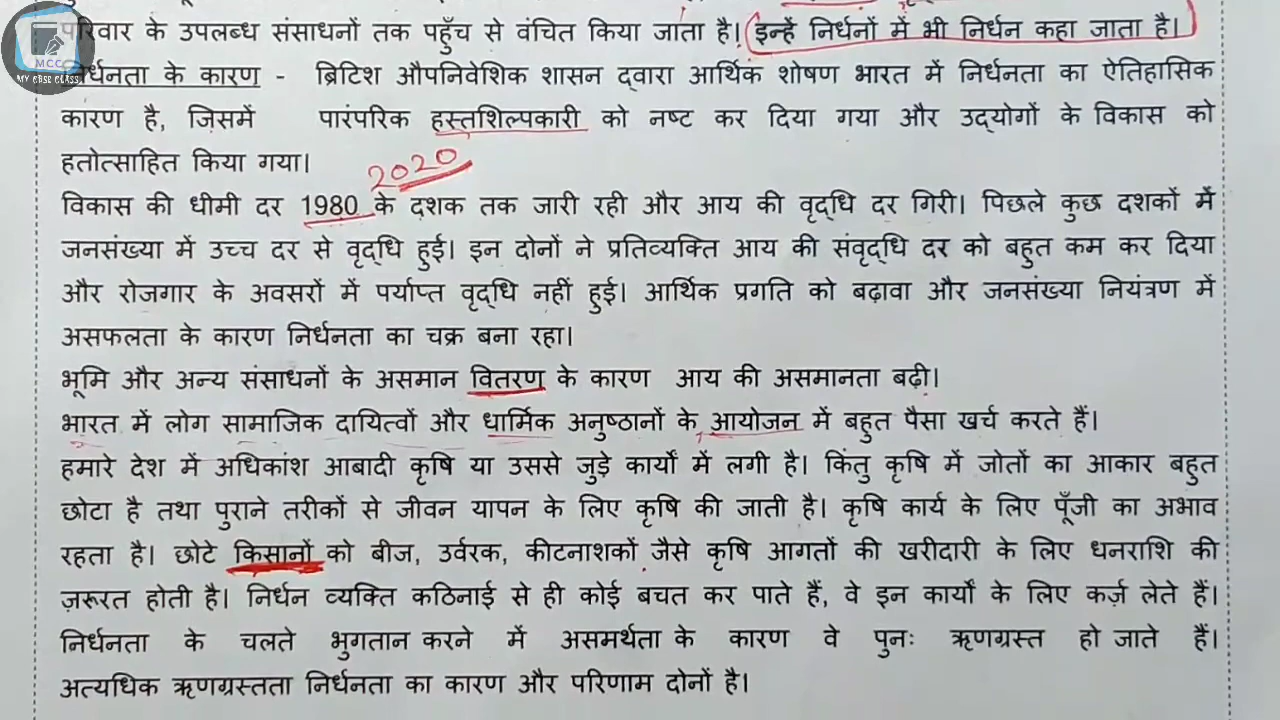 परिवार के उपलब्ध संसाधनों तक पहुँच से वंचित किया जाता है। इन्हें निर्धनों में भी निर्धन कहा जाता है।
MCC
MY CBSE CLASS
निर्धनता के कारण - ब्रिटिश औपनिवेशिक शासन द्वारा आर्थिक शोषण भारत में निर्धनता का ऐतिहासिक
कारण है, जिसमें पारंपरिक हस्तशिल्पकारी को नष्ट कर दिया गया और उद्योगों के विकास को
हतोत्साहित किया गया।
2020
विकास की धीमी दर 1980 के दशक तक जारी रही और आय की वृद्धि दर गिरी। पिछले कुछ दशकों में
जनसंख्या में उच्च दर से वृद्धि हुई। इन दोनों ने प्रतिव्यक्ति आय की संवृद्धि दर को बहुत कम कर दिया
और रोजगार के अवसरों में पर्याप्त वृद्धि नहीं हुई। आर्थिक प्रगति को बढ़ावा और जनसंख्या नियंत्रण में
असफलता के कारण निर्धनता का चक्र बना रहा।
भूमि और अन्य संसाधनों के असमान वितरण के कारण आय की असमानता बढ़ी।
भारत में लोग सामाजिक दायित्वों और धार्मिक अनुष्ठानों के आयोजन में बहुत पैसा खर्च करते हैं।
हमारे देश में अधिकांश आबादी कृषि या उससे जुड़े कार्यों में लगी है। किंतु कृषि में जोतों का आकार बहुत
छोटा है तथा पुराने तरीकों से जीवन यापन के लिए कृषि की जाती है। कृषि कार्य के लिए पूँजी का अभाव
रहता है। छोटे किसानों को बीज, उर्वरक, कीटनाशकों जैसे कृषि आगतों की खरीदारी के लिए धनराशि की
ज़रूरत होती है। निर्धन व्यक्ति कठिनाई से ही कोई बचत कर पाते हैं, वे इन कार्यों के लिए कर्ज़ लेते हैं।
निर्धनता के चलते भुगतान करने में असमर्थता के कारण वे पुनः ऋणग्रस्त हो जाते हैं।
अत्यधिक ऋणग्रस्तता निर्धनता का कारण और परिणाम दोनों है।